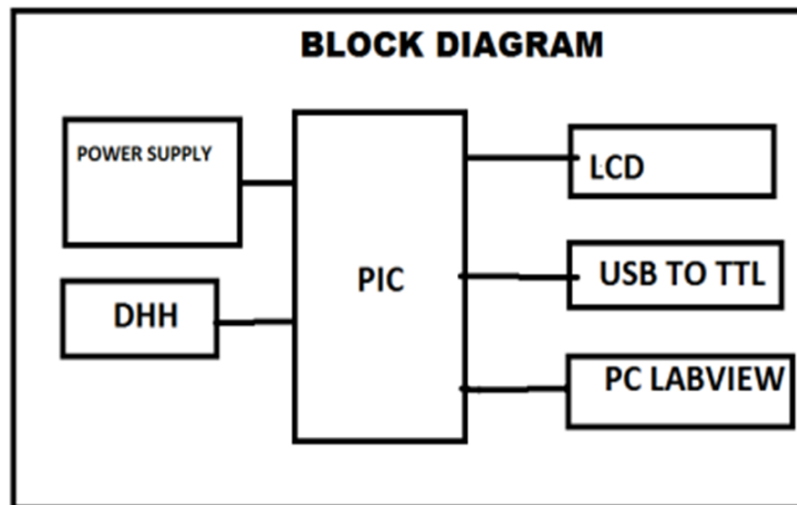 BLOCK DIAGRAM
POWER SUPPLY
DHH
PIC
LCD
USB TO TTL
PC LABVIEW